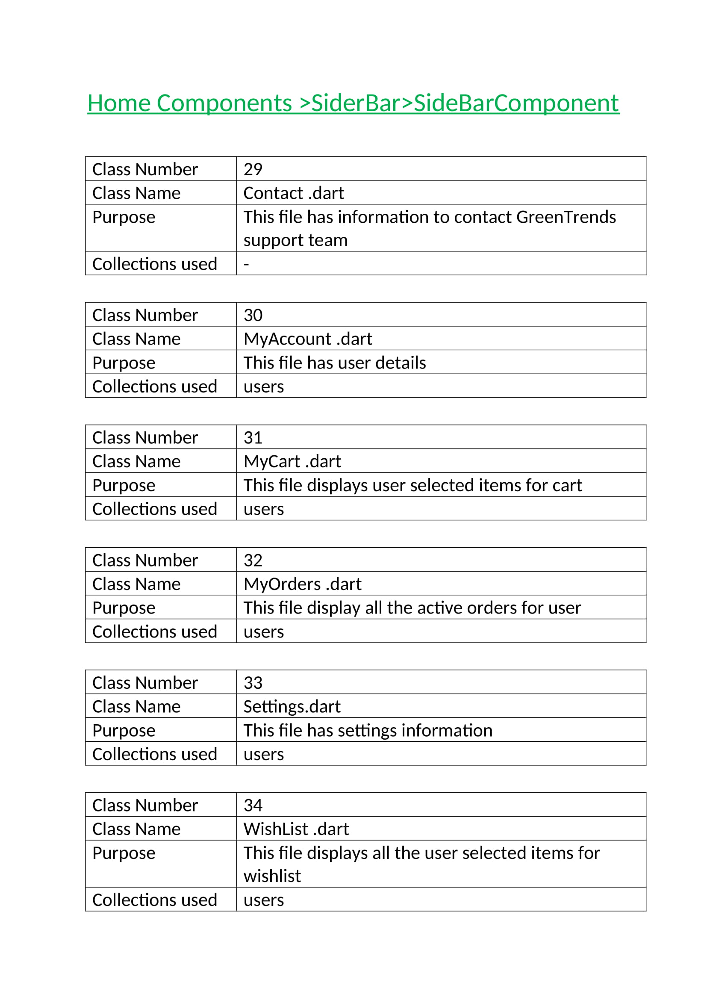 Home Components >SiderBar>SideBarComponent
Class Number 29
Class Name Contact .dart
Purpose This file has information to contact GreenTrends
support team
Collections used -
Class Number 30
Class Name MyAccount .dart
Purpose This file has user details
Collections used users
Class Number 31
Class Name MyCart .dart
Purpose This file displays user selected items for cart
Collections used users
Class Number 32
Class Name MyOrders .dart
Purpose This file display all the active orders for user
Collections used users
Class Number 33
Class Name Settings.dart
Purpose This file has settings information
Collections used users
Class Number 34
Class Name WishList .dart
Purpose This file displays all the user selected items for
wishlist
Collections used users